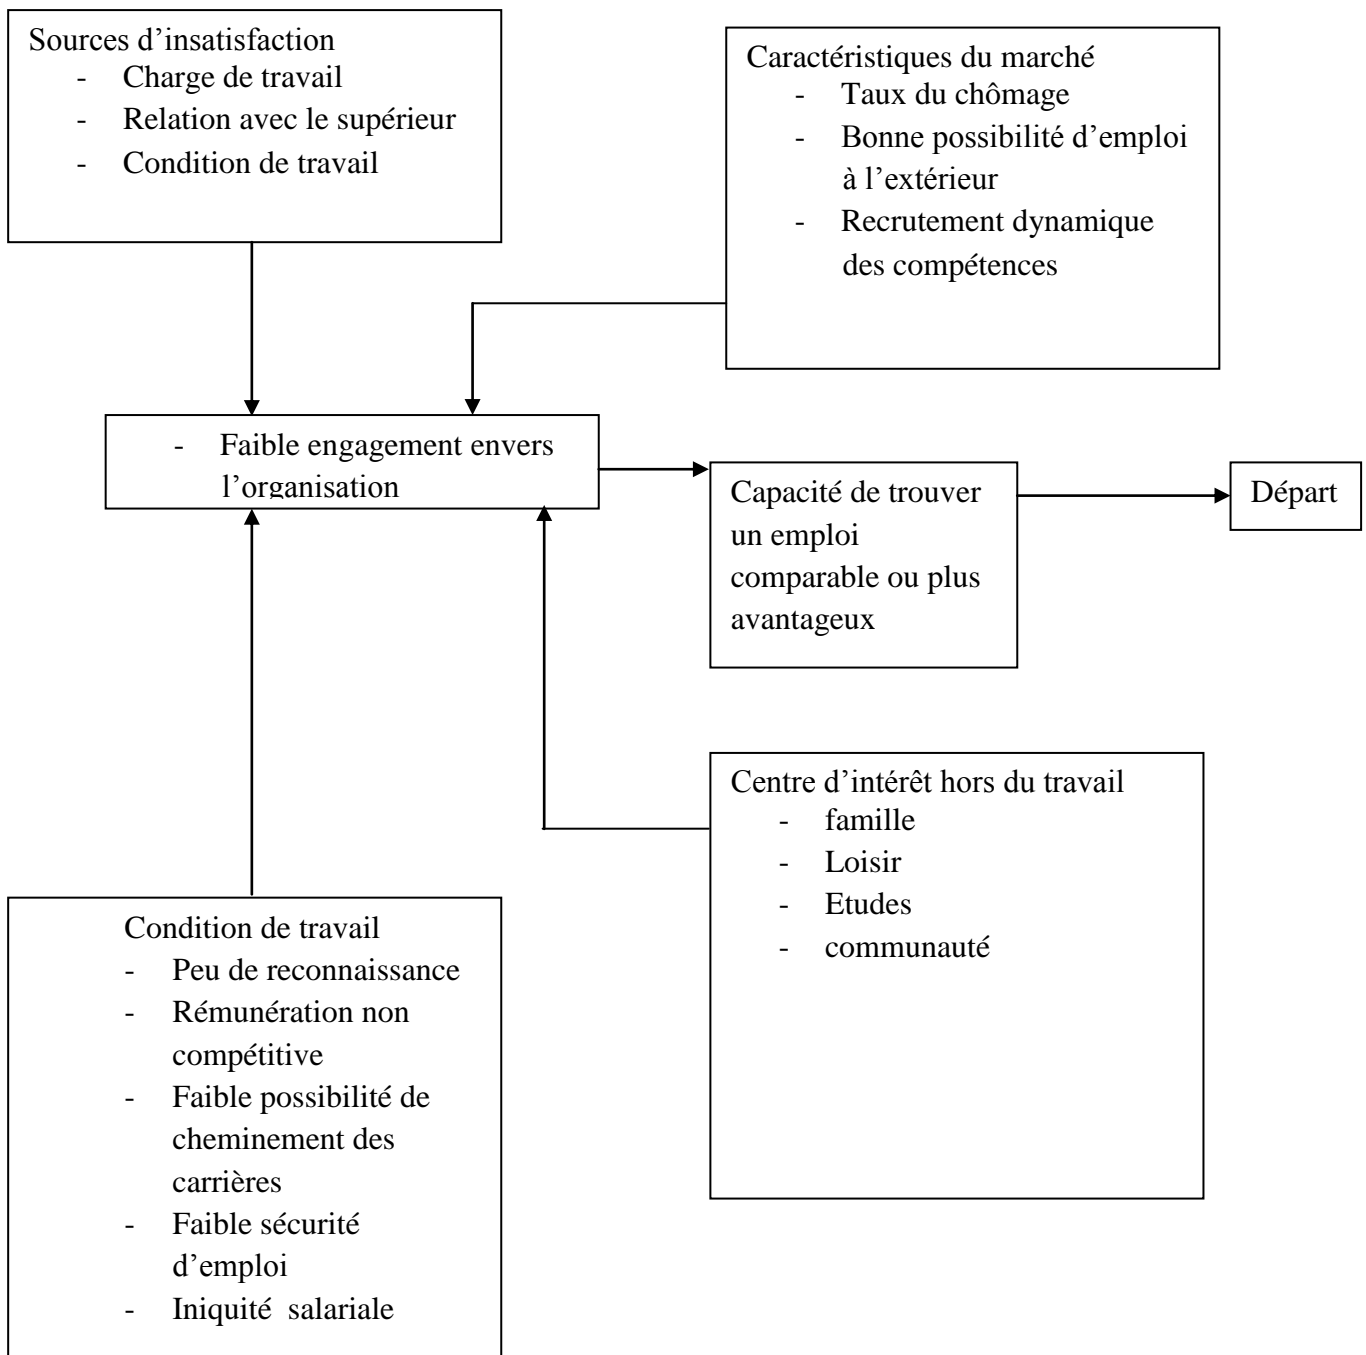 Sources d’insatisfaction
- Charge de travail
- Relation avec le supérieur
- Condition de travail
Caractéristiques du marché
- Taux du chômage
- Bonne possibilité d’emploi
à l’extérieur
- Recrutement dynamique
des compétences
- Faible engagement envers
l’organisation
Capacité de trouver
un emploi
comparable ou plus
avantageux
Départ
Centre d’intérêt hors du travail
- famille
- Loisir
- Etudes
- communauté
Condition de travail
- Peu de reconnaissance
- Rémunération non
compétitive
- Faible possibilité de
cheminement des
carrières
- Faible sécurité
d’emploi
- Iniquité salariale